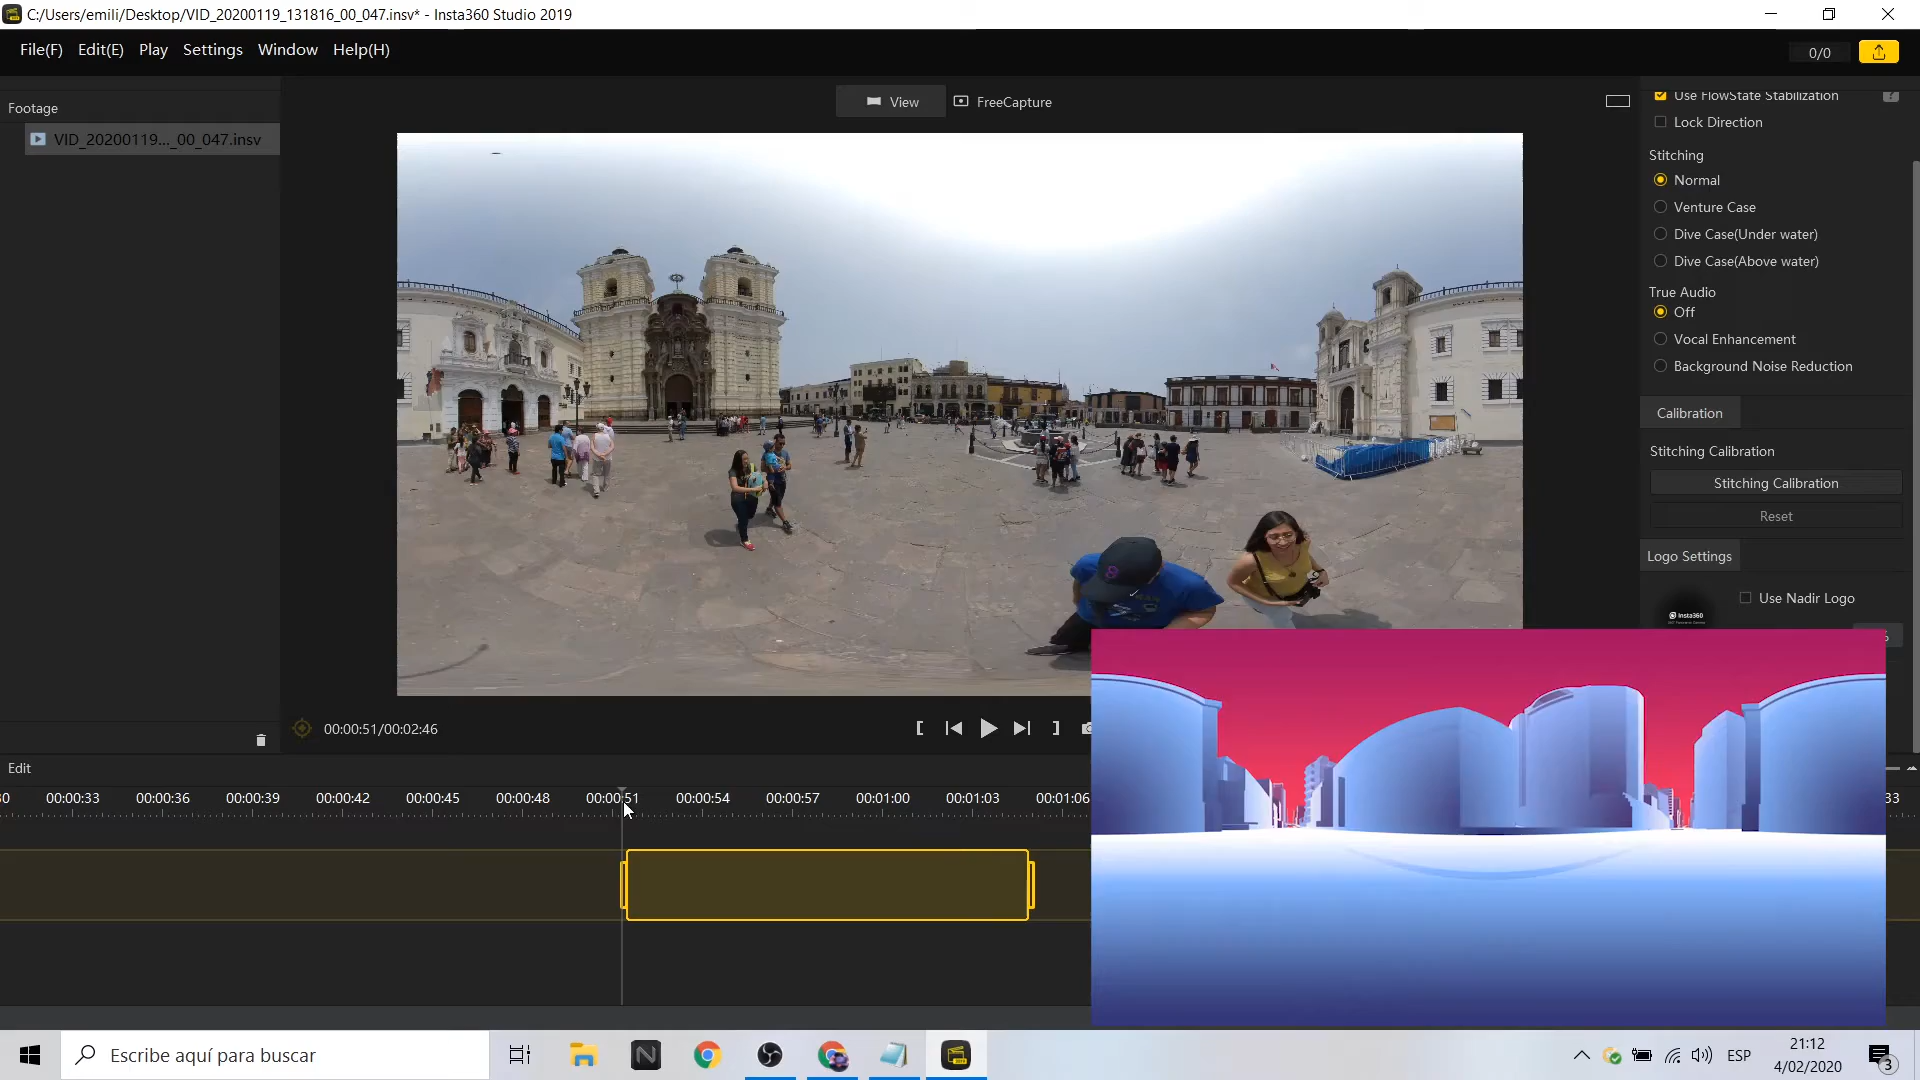 C:/Users/emili/Desktop/VID_20200119_131816_00_047.insv* - Insta360 Studio 2019
File(F) Edit(E) Play Settings Window Help(H)
0/0
Footage
VID_20200119..._00_047.insv
View
FreeCapture
Use FlowState Stabilization
?
Lock Direction
Stitching
Normal
Venture Case
Dive Case(Under water)
Dive Case(Above water)
True Audio
Off
Vocal Enhancement
Background Noise Reduction
Calibration
Stitching Calibration
Stitching Calibration
Reset
Logo Settings
Use Nadir Logo
Insta360
%
00:00:51/00:02:46
Edit
0 00:00:33 00:00:36 00:00:39 00:00:42 00:00:45 00:00:48 00:00:51 00:00:54 00:00:57 00:01:00 00:01:03 00:01:06 33
Escribe aquí para buscar
N
ESP
21:12
4/02/2020
3